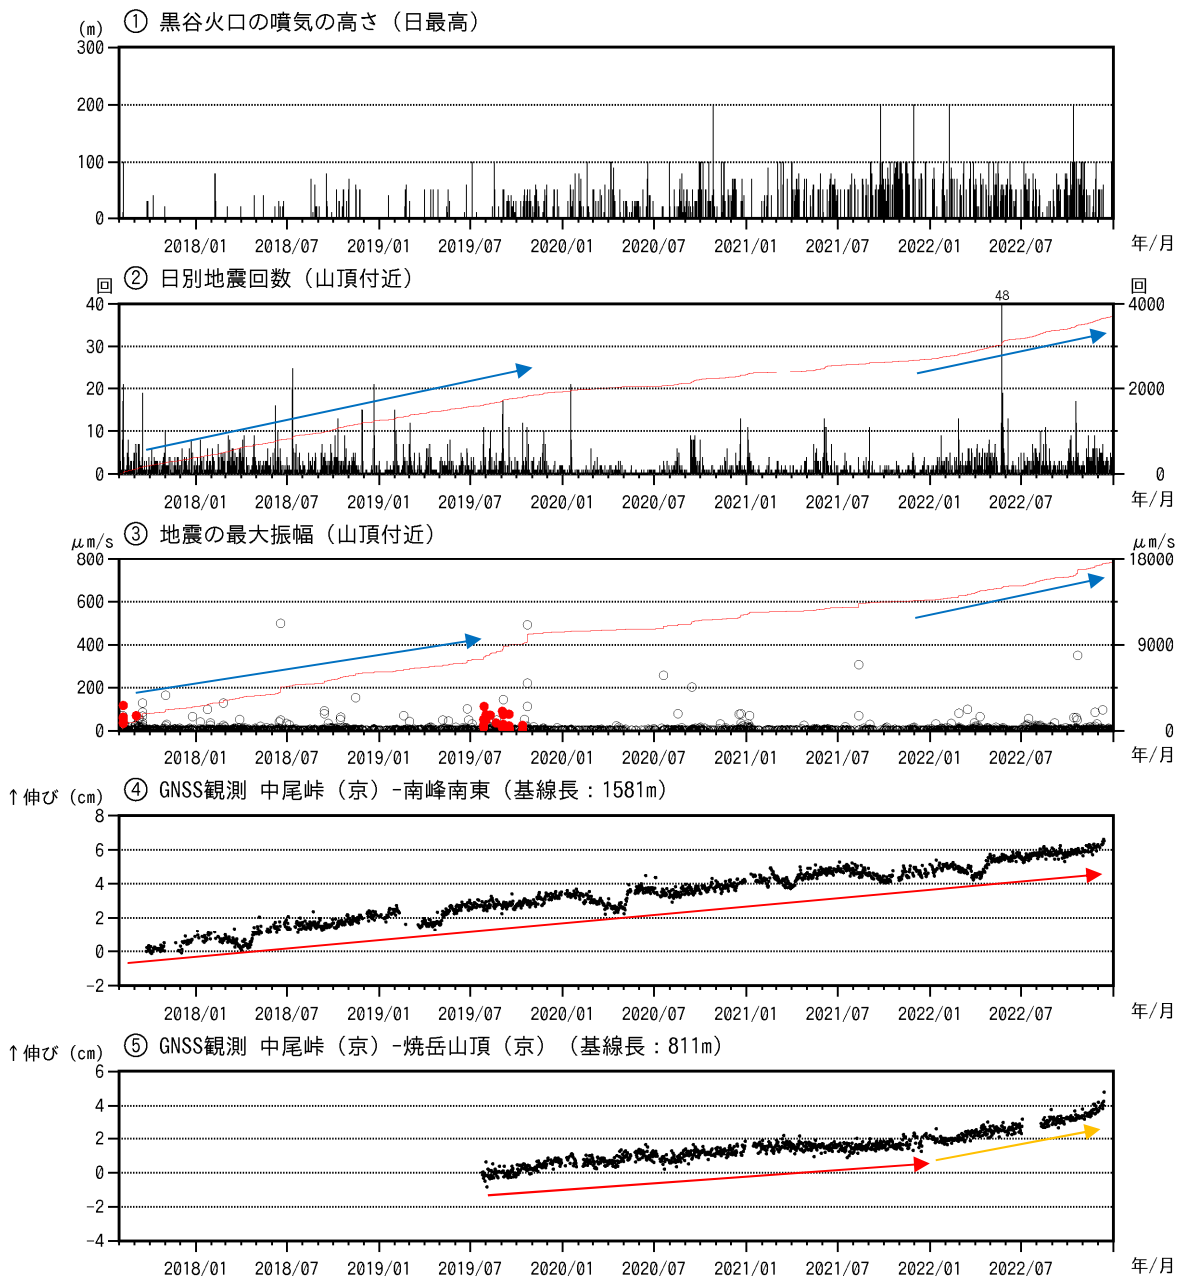 ① 黒谷火口の噴気の高さ（日最高）
(m)
300
200
100
0
2018/01 2018/07 2019/01 2019/07 2020/01 2020/07 2021/01 2021/07 2022/01 2022/07 年/月
② 日別地震回数（山頂付近）
回 回
48
40 4000
30
20 2000
10
0 0
2018/01 2018/07 2019/01 2019/07 2020/01 2020/07 2021/01 2021/07 2022/01 2022/07 年/月
③ 地震の最大振幅（山頂付近）
μm/s μm/s
800 18000
600
400 9000
200
0 0
2018/01 2018/07 2019/01 2019/07 2020/01 2020/07 2021/01 2021/07 2022/01 2022/07 年/月
④ GNSS観測 中尾峠（京）-南峰南東（基線長：1581m）
↑伸び (cm)
8
6
4
2
0
-2
2018/01 2018/07 2019/01 2019/07 2020/01 2020/07 2021/01 2021/07 2022/01 2022/07 年/月
⑤ GNSS観測 中尾峠（京）-焼岳山頂（京）（基線長：811m）
↑伸び (cm)
6
4
2
0
-2
-4
2018/01 2018/07 2019/01 2019/07 2020/01 2020/07 2021/01 2021/07 2022/01 2022/07 年/月